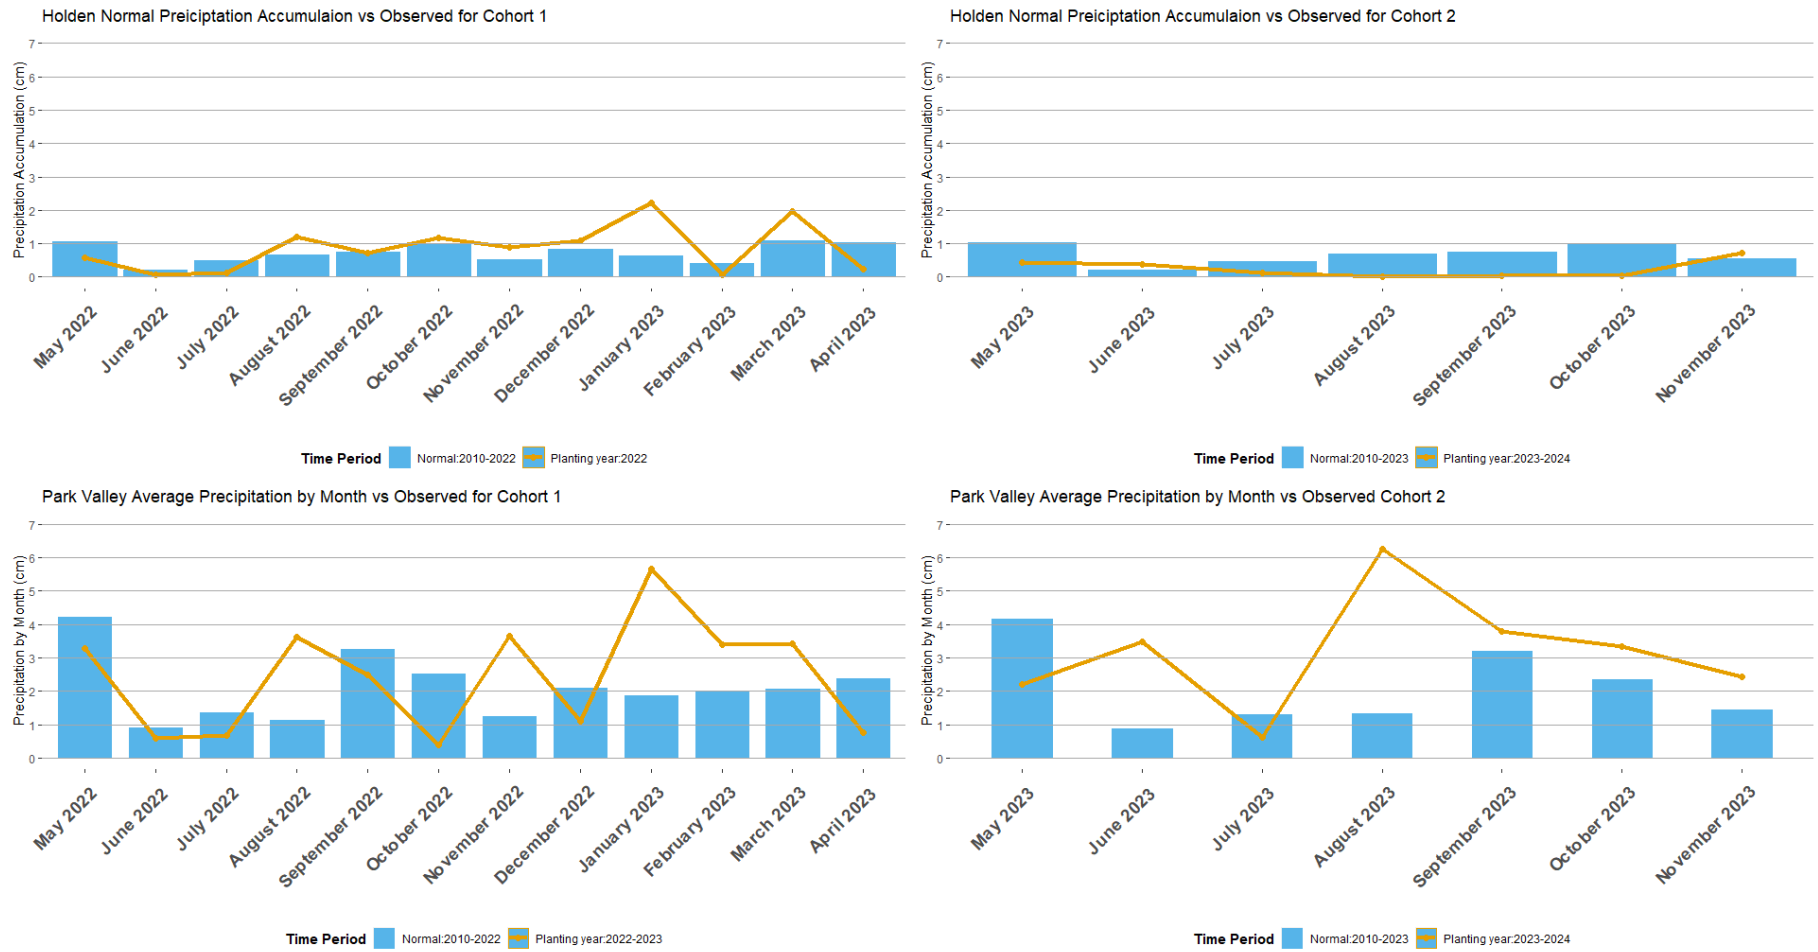 Holden Normal Preiciptation Accumulaion vs Observed for Cohort 1
Precipitation Accumulation (cm)
7
6
5
4
3
2
1
0
May 2022
June 2022
July 2022
August 2022
September 2022
October 2022
November 2022
December 2022
January 2023
February 2023
March 2023
April 2023
Time Period Normal:2010-2022 Planting year:2022
Holden Normal Preiciptation Accumulaion vs Observed for Cohort 2
Precipitation Accumulation (cm)
7
6
5
4
3
2
1
0
May 2023
June 2023
July 2023
August 2023
September 2023
October 2023
November 2023
Time Period Normal:2010-2023 Planting year:2023-2024
Park Valley Average Precipitation by Month vs Observed for Cohort 1
Precipitation by Month (cm)
7
6
5
4
3
2
1
0
May 2022
June 2022
July 2022
August 2022
September 2022
October 2022
November 2022
December 2022
January 2023
February 2023
March 2023
April 2023
Time Period Normal:2010-2022 Planting year:2022-2023
Park Valley Average Precipitation by Month vs Observed Cohort 2
Precipitation by Month (cm)
7
6
5
4
3
2
1
0
May 2023
June 2023
July 2023
August 2023
September 2023
October 2023
November 2023
Time Period Normal:2010-2023 Planting year:2023-2024